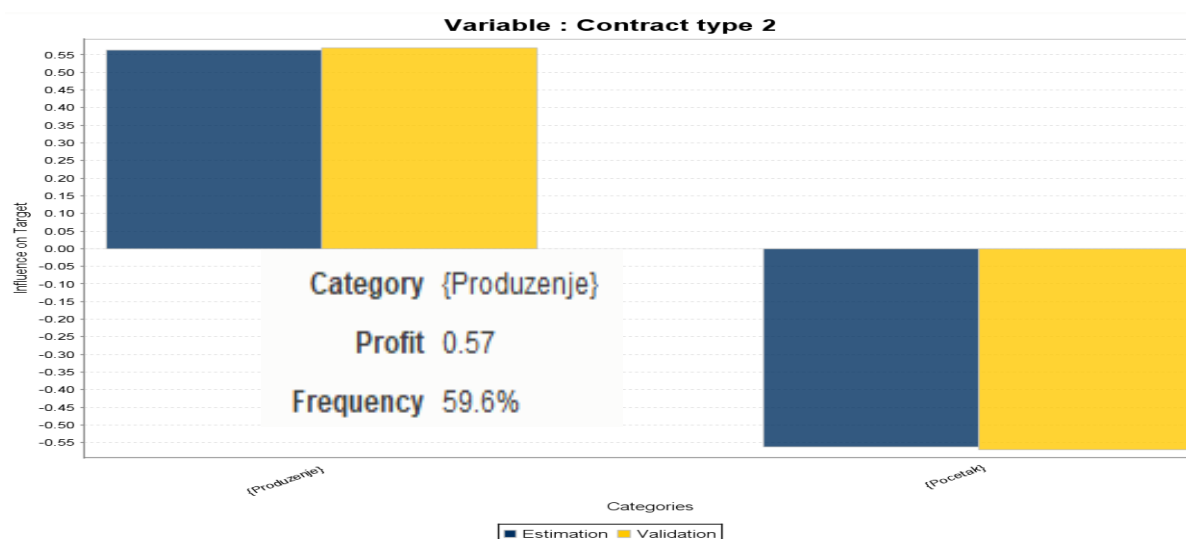 Variable : Contract type 2
Influence on Target
0.55
0.50
0.45
0.40
0.35
0.30
0.25
0.20
0.15
0.10
0.05
0.00
-0.05
-0.10
-0.15
-0.20
-0.25
-0.30
-0.35
-0.40
-0.45
-0.50
-0.55
Category {Produzenje}
Profit 0.57
Frequency 59.6%
{Produzenje}
{Pocetak}
Categories
Estimation Validation